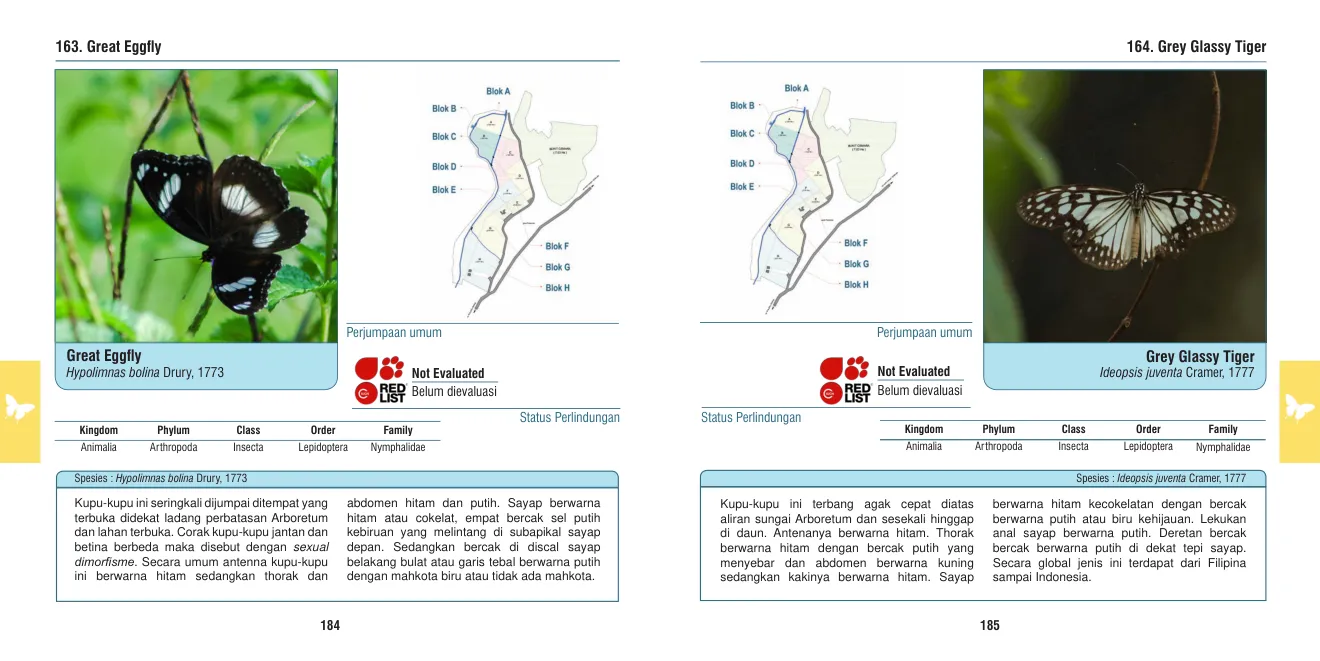 163. Great Eggfly
Blok A
Blok B
Blok C
Blok D
Blok E
Blok F
Blok G
Blok H
Perjumpaan umum
Great Eggfly
Hypolimnas bolina Drury, 1773
RED
LIST
Not Evaluated
Belum dievaluasi
Status Perlindungan
Kingdom Phylum Class Order Family
Animalia Arthropoda Insecta Lepidoptera Nymphalidae
Spesies : Hypolimnas bolina Drury, 1773
Kupu-kupu ini seringkali dijumpai ditempat yang
terbuka didekat ladang perbatasan Arboretum
dan lahan terbuka. Corak kupu-kupu jantan dan
betina berbeda maka disebut dengan sexual
dimorfisme. Secara umum antenna kupu-kupu
ini berwarna hitam sedangkan thorak dan
abdomen hitam dan putih. Sayap berwarna
hitam atau cokelat, empat bercak sel putih
kebiruan yang melintang di subapikal sayap
depan. Sedangkan bercak di discal sayap
belakang bulat atau garis tebal berwarna putih
dengan mahkota biru atau tidak ada mahkota.
184
164. Grey Glassy Tiger
Blok A
Blok B
Blok C
Blok D
Blok E
Blok F
Blok G
Blok H
Perjumpaan umum
Grey Glassy Tiger
Ideopsis juventa Cramer, 1777
RED
LIST
Not Evaluated
Belum dievaluasi
Status Perlindungan
Kingdom Phylum Class Order Family
Animalia Arthropoda Insecta Lepidoptera Nymphalidae
Spesies : Ideopsis juventa Cramer, 1777
Kupu-kupu ini terbang agak cepat diatas
aliran sungai Arboretum dan sesekali hinggap
di daun. Antenanya berwarna hitam. Thorak
berwarna hitam dengan bercak putih yang
menyebar dan abdomen berwarna kuning
sedangkan kakinya berwarna hitam. Sayap
berwarna hitam kecokelatan dengan bercak
berwarna putih atau biru kehijauan. Lekukan
anal sayap berwarna putih. Deretan bercak
bercak berwarna putih di dekat tepi sayap.
Secara global jenis ini terdapat dari Filipina
sampai Indonesia.
185